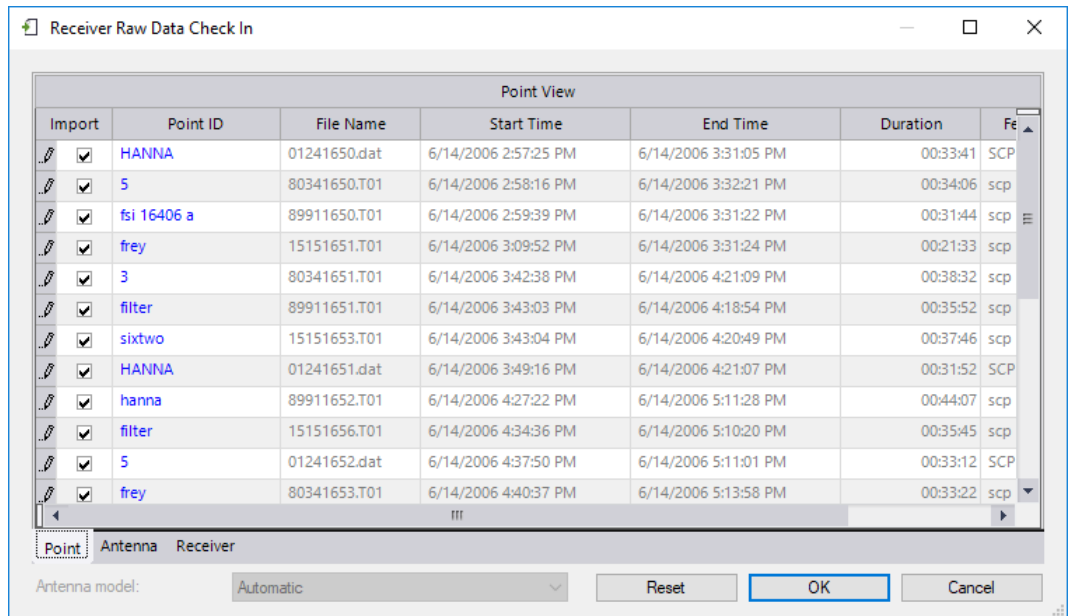 Receiver Raw Data Check In
Point View
Import Point ID File Name Start Time End Time Duration Fe
HANNA 01241650.dat 6/14/2006 2:57:25 PM 6/14/2006 3:31:05 PM 00:33:41 SCP
5 80341650.T01 6/14/2006 2:58:16 PM 6/14/2006 3:32:21 PM 00:34:06 scp
fsi 16406 a 89911650.T01 6/14/2006 2:59:39 PM 6/14/2006 3:31:22 PM 00:31:44 scp
frey 15151651.T01 6/14/2006 3:09:52 PM 6/14/2006 3:31:24 PM 00:21:33 scp
3 80341651.T01 6/14/2006 3:42:38 PM 6/14/2006 4:21:09 PM 00:38:32 scp
filter 89911651.T01 6/14/2006 3:43:03 PM 6/14/2006 4:18:54 PM 00:35:52 scp
sixtwo 15151653.T01 6/14/2006 3:43:04 PM 6/14/2006 4:20:49 PM 00:37:46 scp
HANNA 01241651.dat 6/14/2006 3:49:16 PM 6/14/2006 4:21:07 PM 00:31:52 SCP
hanna 89911652.T01 6/14/2006 4:27:22 PM 6/14/2006 5:11:28 PM 00:44:07 scp
filter 15151656.T01 6/14/2006 4:34:36 PM 6/14/2006 5:10:20 PM 00:35:45 scp
5 01241652.dat 6/14/2006 4:37:50 PM 6/14/2006 5:11:01 PM 00:33:12 SCP
frey 80341653.T01 6/14/2006 4:40:37 PM 6/14/2006 5:13:58 PM 00:33:22 scp
Point Antenna Receiver
Antenna model: Automatic Reset OK Cancel